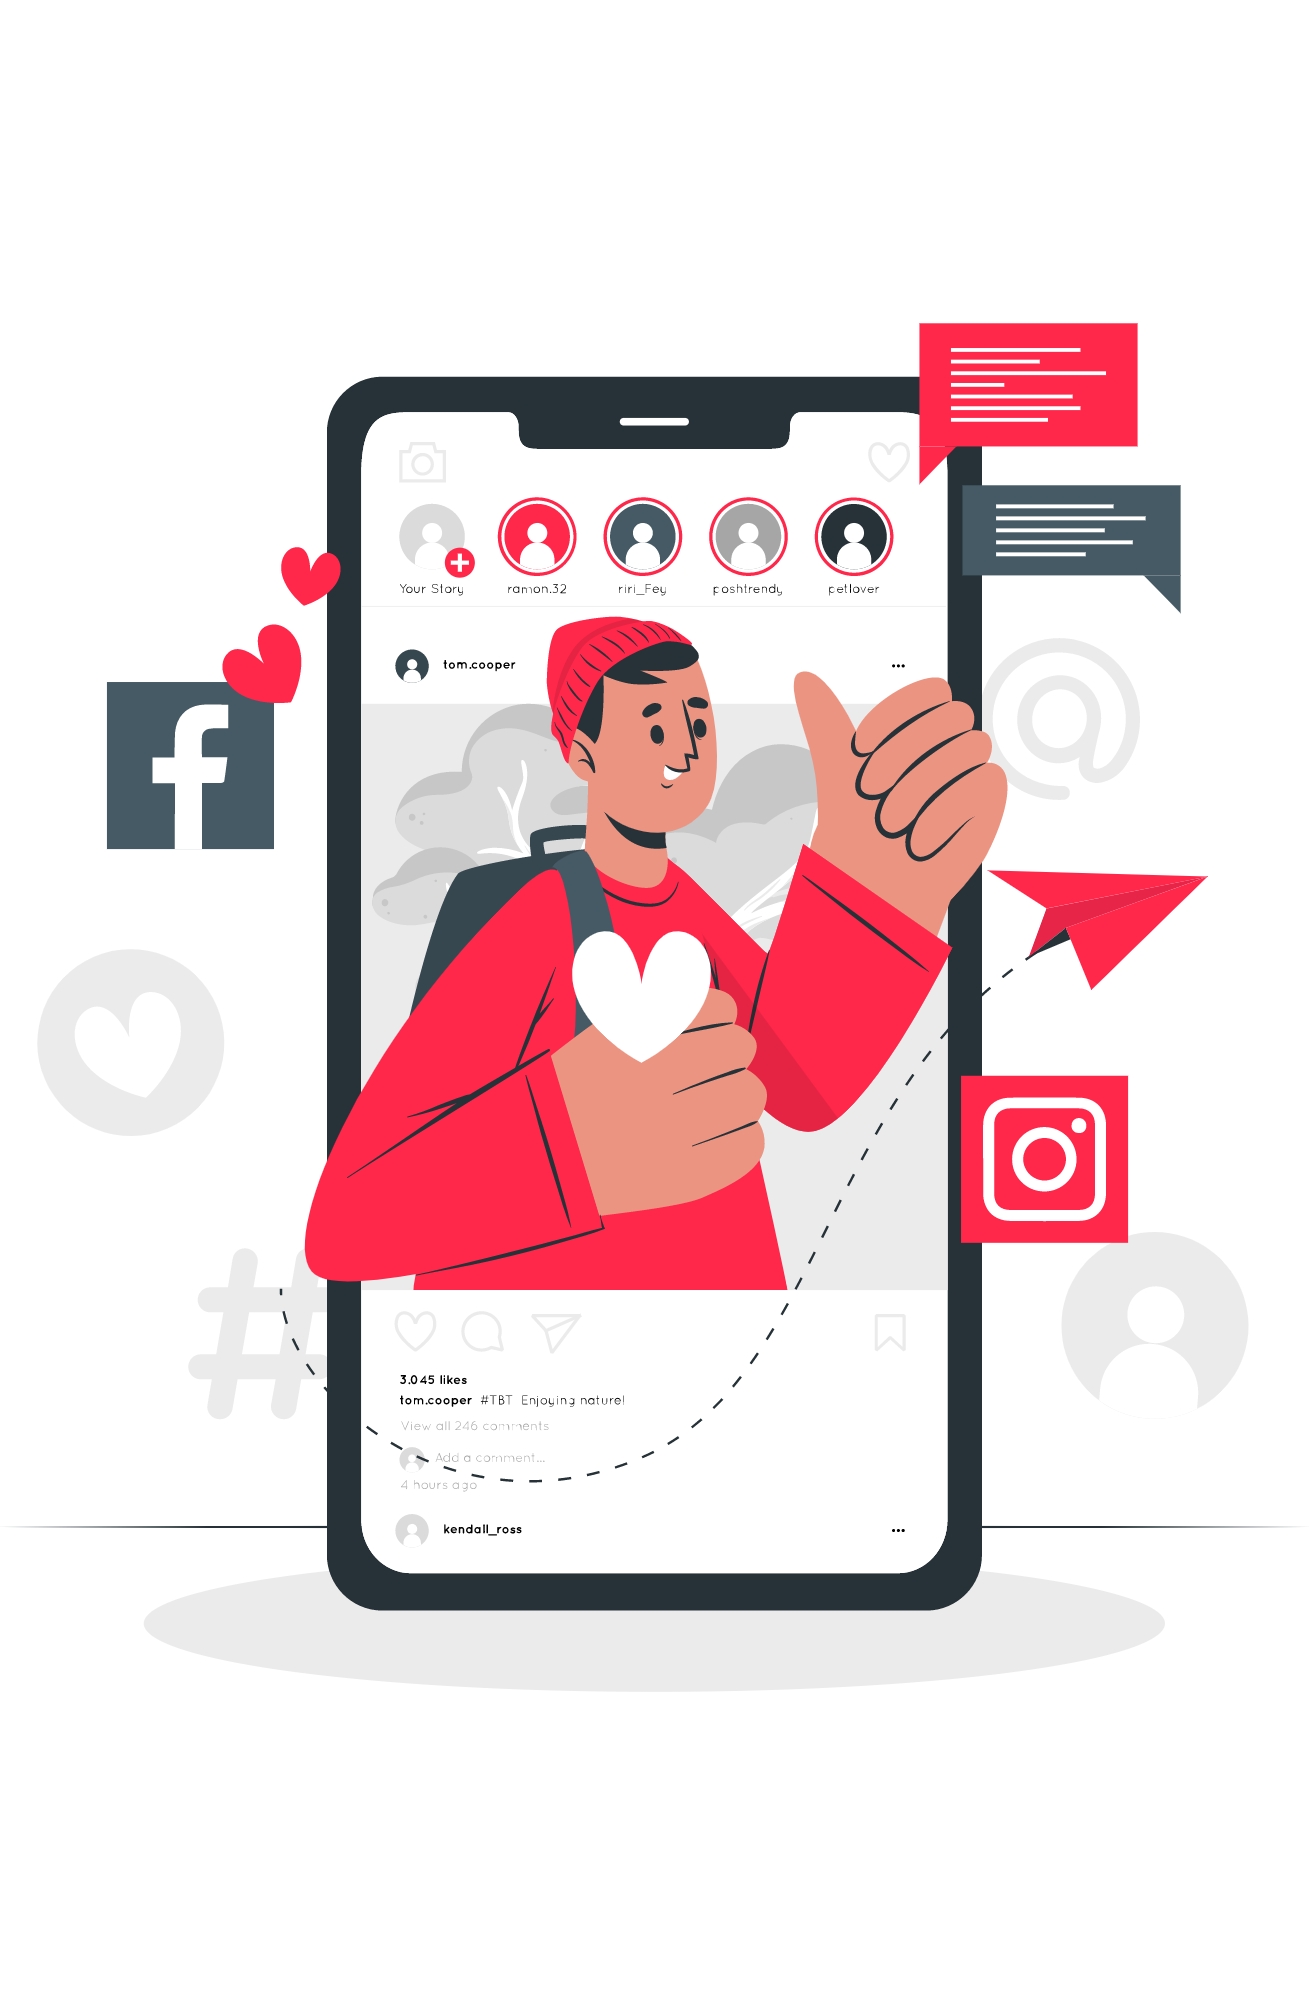 Your Story ramon.32 riri_Fey poshtrendy petlover
tom.cooper
3.045 likes
tom.cooper #TBT Enjoying nature!
View all 246 comments
Add a comment...
4 hours ago
kendall_ross